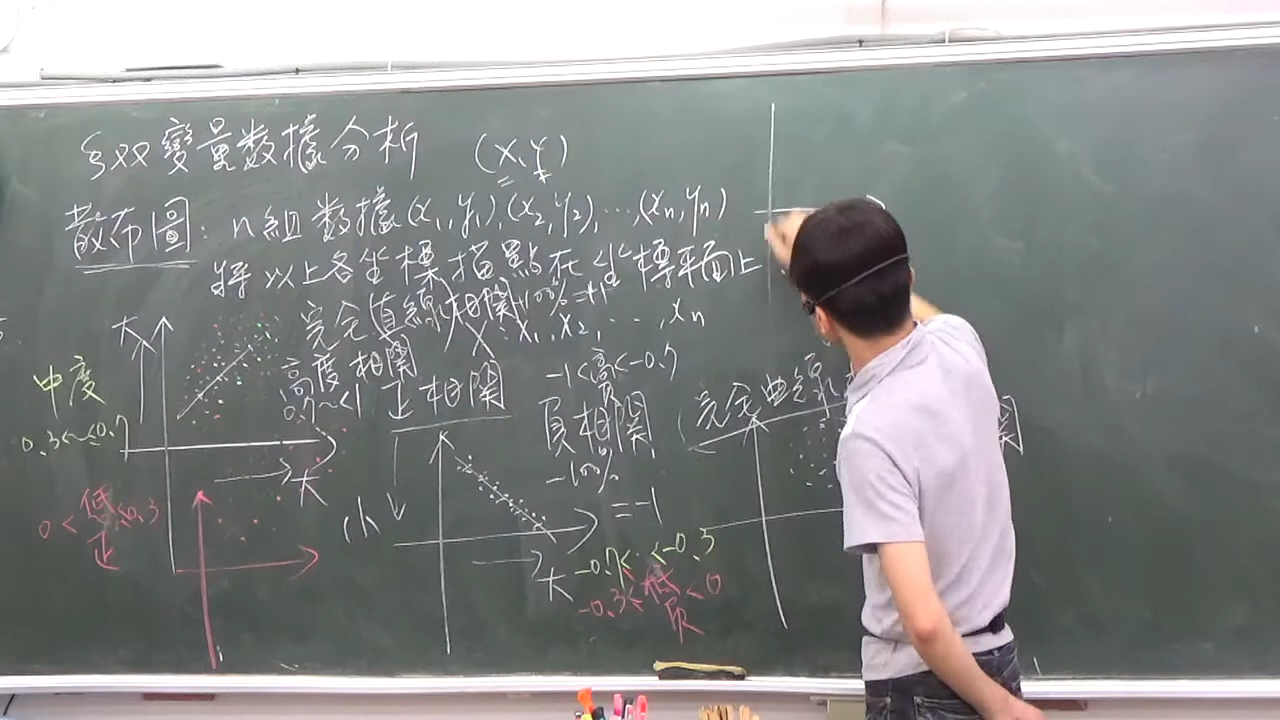 § 双變量數據分析 (x,y)
散布圖: n組數據(x₁,y₁),(x₂,y₂),...,(xₙ,yₙ)
將以上各坐標描點在坐標平面上
完全直線相關 +100%=+1
X: x₁,x₂,...,xₙ
大
高度相關
0.7~<1
正相關
-1<高<-0.7
負
負相關
-100%
=-1
(完全曲線
關
中度
0.3<~≤0.7
大
0<低≤0.3
正
小
大
-0.7≤ <-0.3
-0.3≤低<0
負